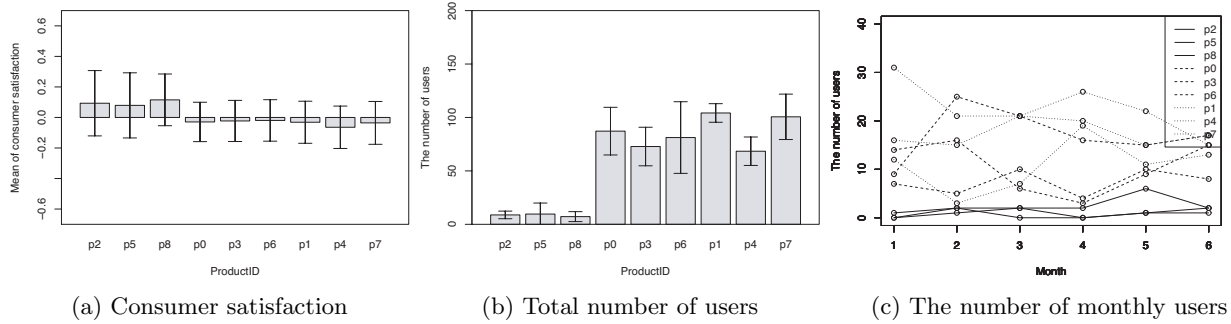 0.6
0.4
0.2
0.0
-0.2
-0.6
Mean of consumer satisfaction
p2 p5 p8 p0 p3 p6 p1 p4 p7
ProductID
(a) Consumer satisfaction
200
150
100
50
0
The number of users
p2 p5 p8 p0 p3 p6 p1 p4 p7
ProductID
(b) Total number of users
40
30
20
10
0
The number of users
p2
p5
p8
p0
p3
p6
p1
p4
p7
1 2 3 4 5 6
Month
(c) The number of monthly users